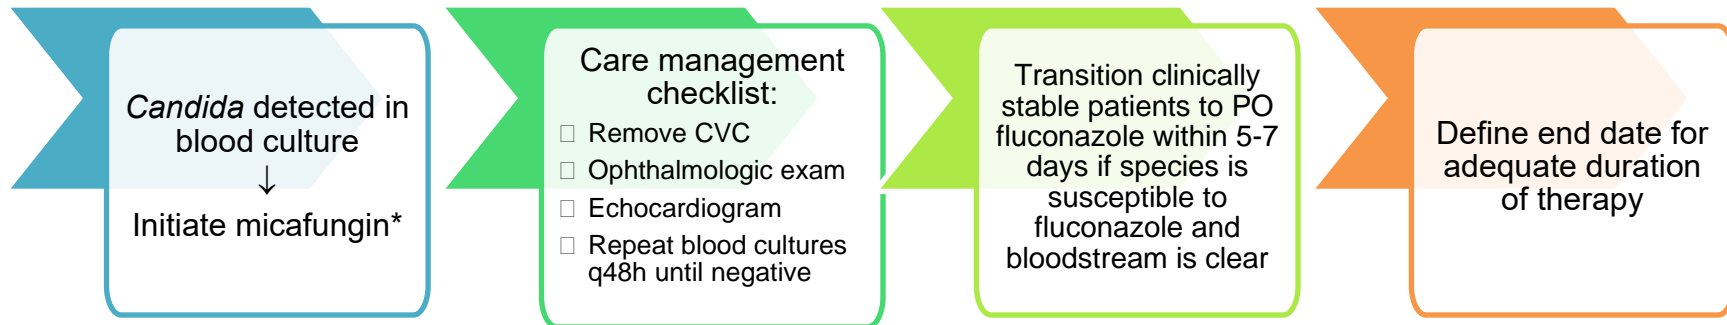 Candida detected in
blood culture
↓
Initiate micafungin*
Care management
checklist:
□ Remove CVC
□ Ophthalmologic exam
□ Echocardiogram
□ Repeat blood cultures
q48h until negative
Transition clinically
stable patients to PO
fluconazole within 5-7
days if species is
susceptible to
fluconazole and
bloodstream is clear
Define end date for
adequate duration
of therapy